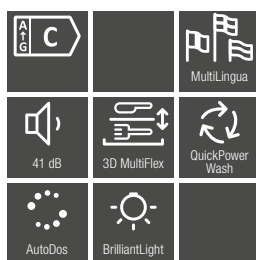 A
G
C
MultiLingua
41 dB
3D MultiFlex
QuickPower
Wash
AutoDos
BrilliantLight